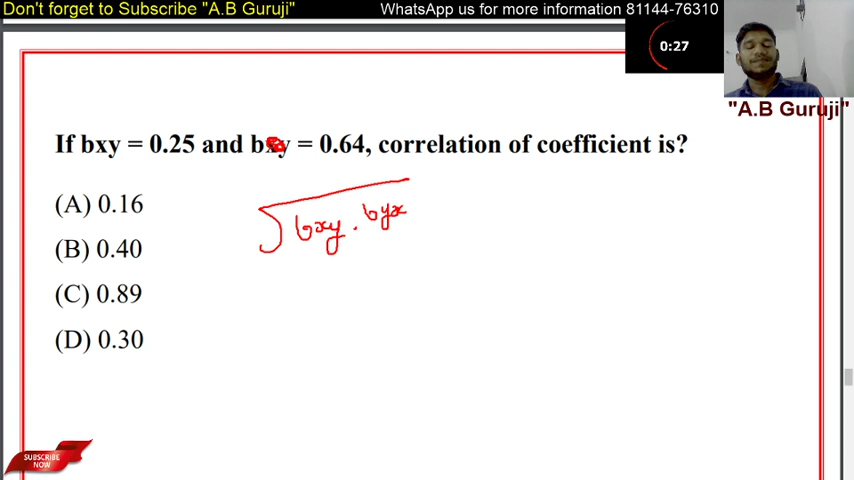 Don't forget to Subscribe "A.B Guruji"
WhatsApp us for more information 81144-76310
0:27
"A.B Guruji"
If bxy = 0.25 and bxy = 0.64, correlation of coefficient is?
(A) 0.16
(B) 0.40
(C) 0.89
(D) 0.30
√bxy . byx
SUBSCRIBE
NOW